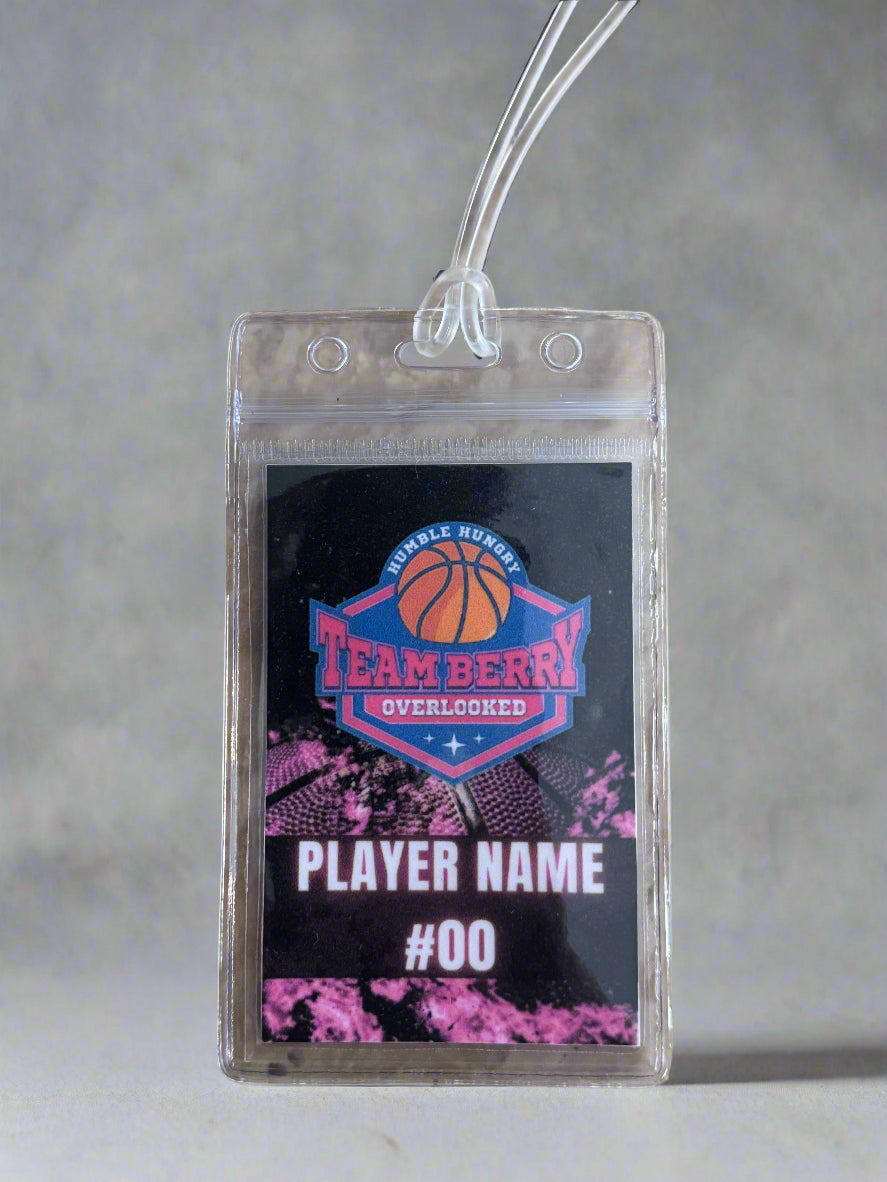 HUMBLE HUNGRY
TEAM BERRY
OVERLOOKED
PLAYER NAME
#00